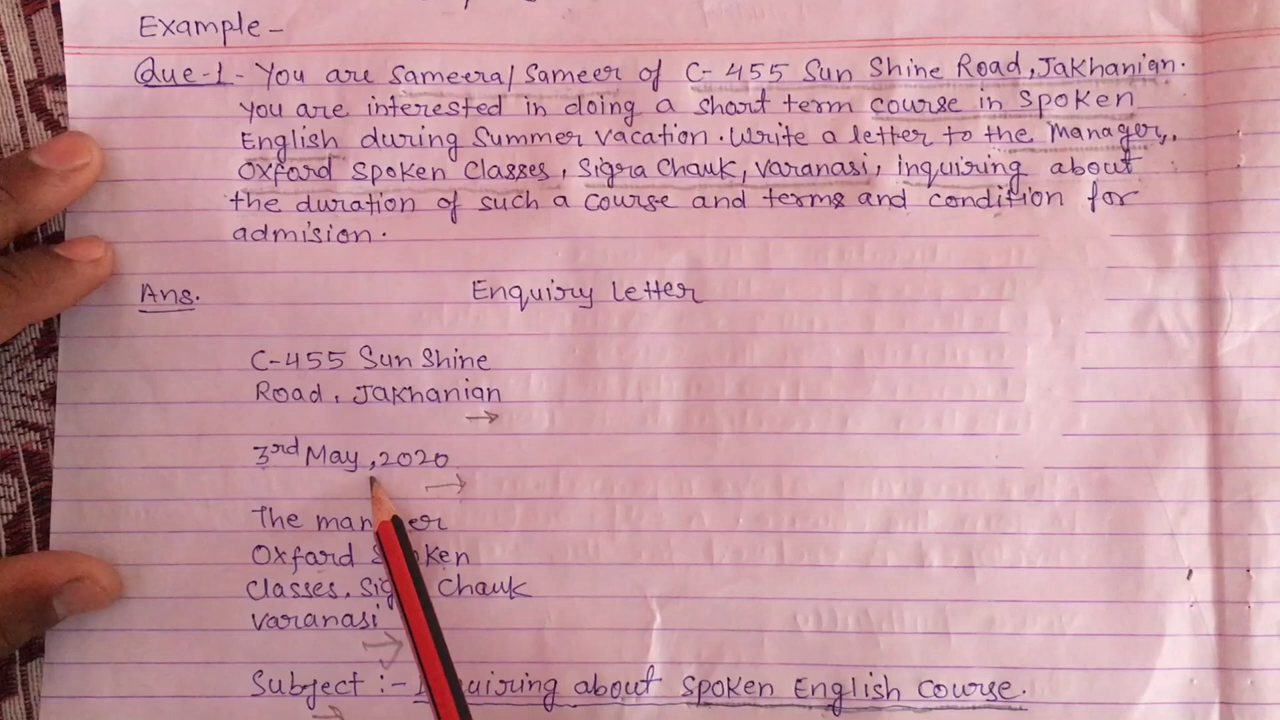 Example -
Que-1- You are Sameera/Sameer of C-455 Sun Shine Road, Jakhanian.
You are interested in doing a short term course in Spoken
English during Summer vacation. Write a letter to the manager,
Oxford Spoken Classes, Sigra Chauk, varanasi, inquiring about
the duration of such a course and terms and condition for
admision.
Ans. Enquiry letter
C-455 Sun Shine
Road, Jakhanian
3rd May, 2020
The
Oxford
Classes. Chauk
varanasi
Subject :- about Spoken English Course.